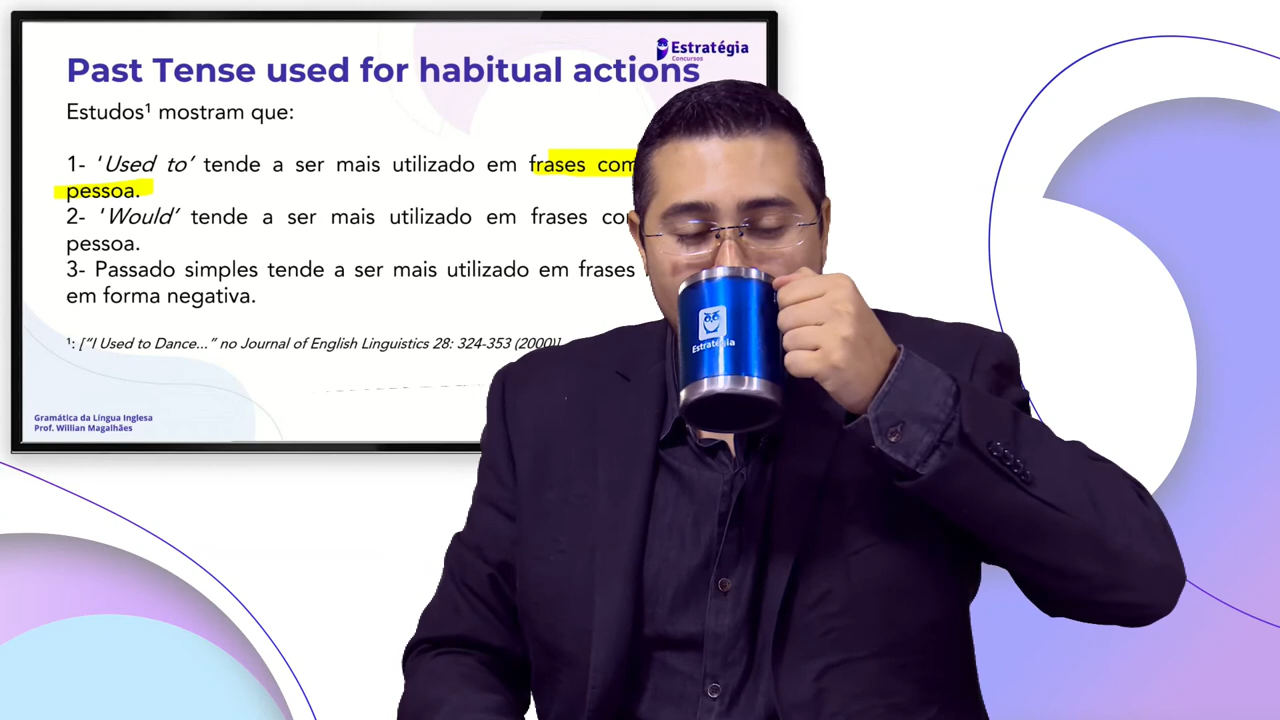 Estratégia
Concursos
Past Tense used for habitual actions
Estudos¹ mostram que:
1- ‘Used to’ tende a ser mais utilizado em frases com
pessoa.
2- ‘Would’ tende a ser mais utilizado em frases
pessoa.
3- Passado simples tende a ser mais utilizado em frases
em forma negativa.
¹: [“I Used to Dance...” no Journal of English Linguistics 28: 324-353 (2000)]
Gramática da Língua Inglesa
Prof. Willian Magalhães
Estratégia